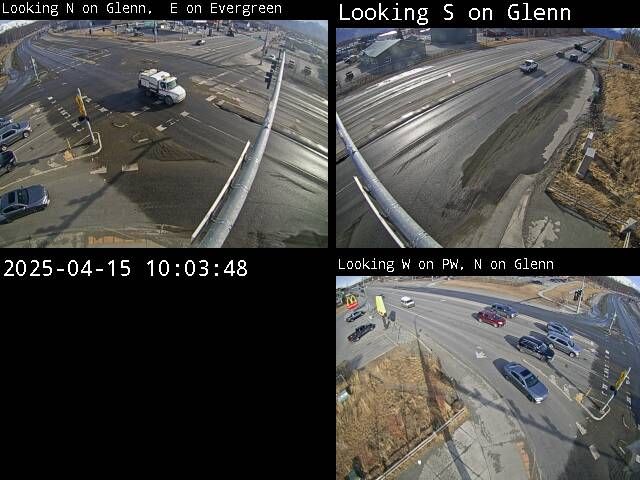 Looking N on Glenn,  E on Evergreen
Looking S on Glenn
2025-04-15 10:03:48
Looking W on PW, N on Glenn